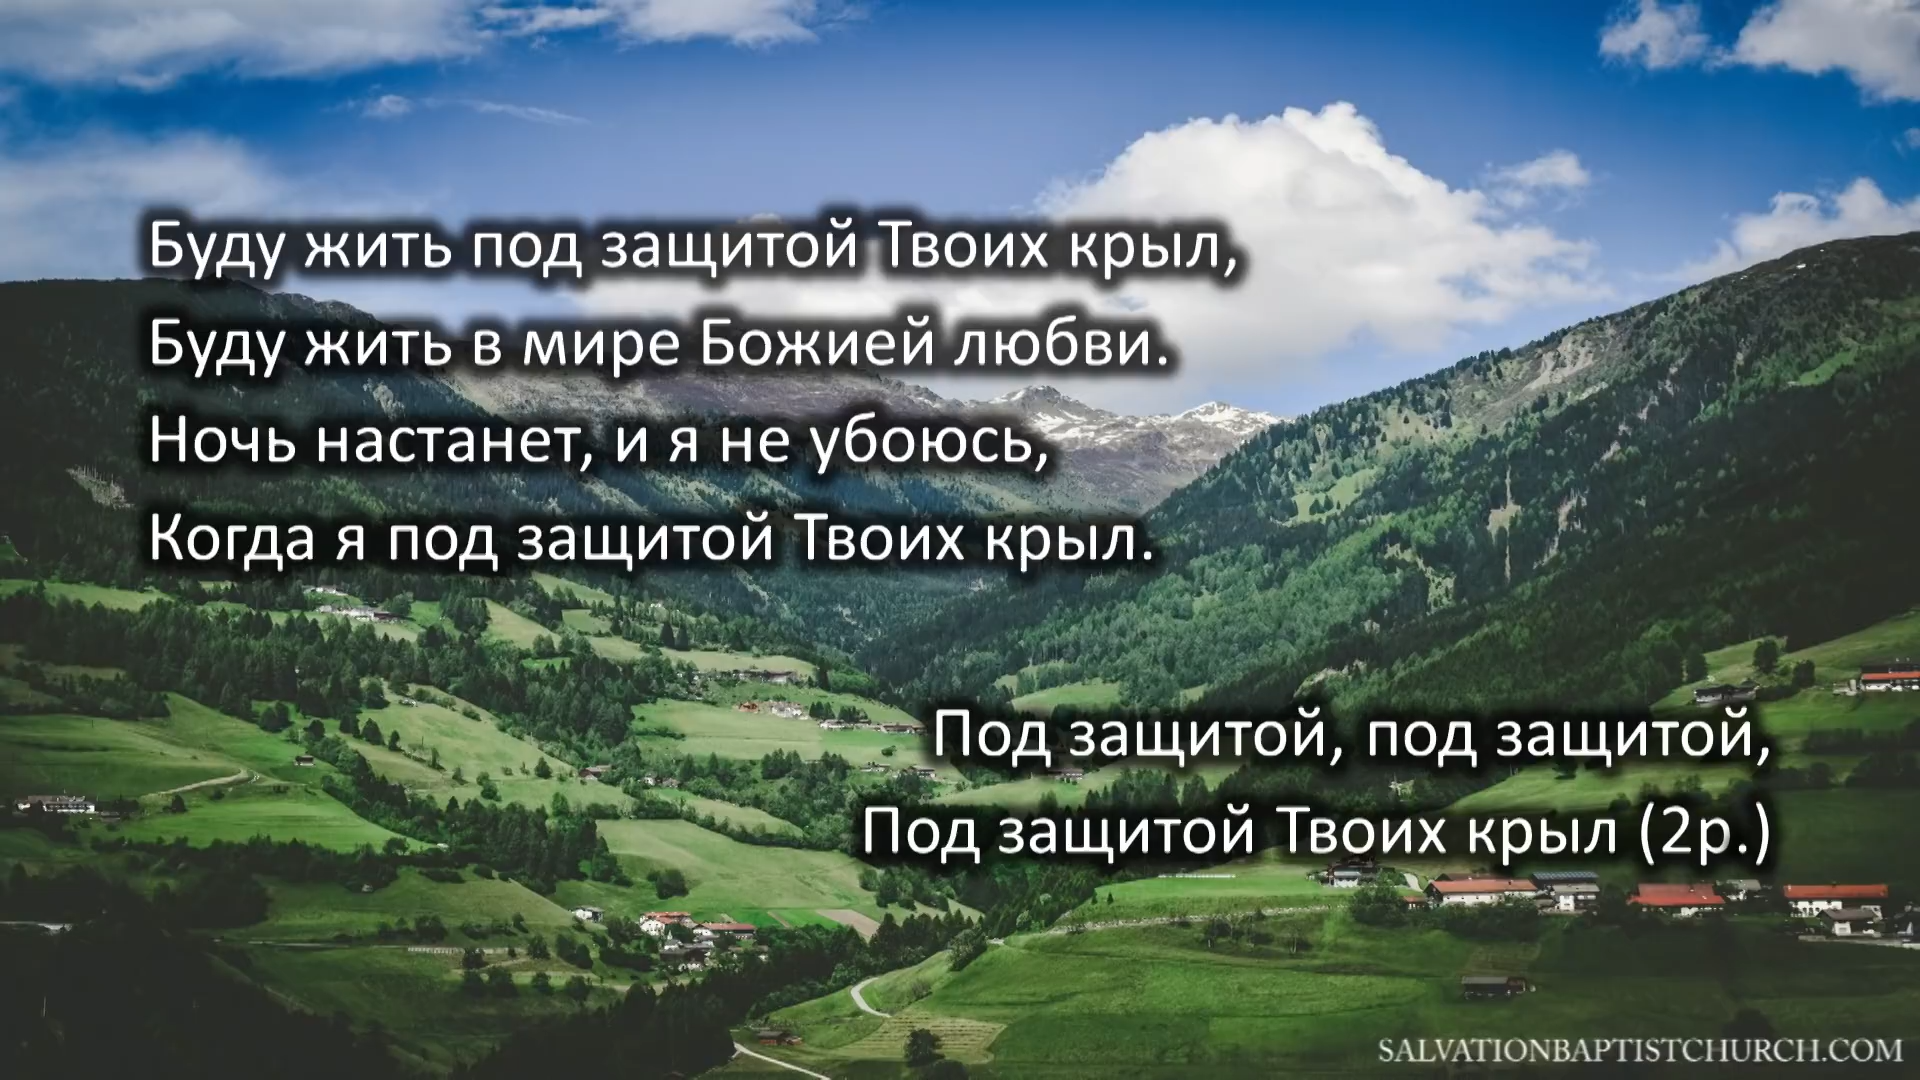 Буду жить под защитой Твоих крыл,
Буду жить в мире Божией любви.
Ночь настанет, и я не убоюсь,
Когда я под защитой Твоих крыл.
Под защитой, под защитой,
Под защитой Твоих крыл (2р.)
SALVATIONBAPTISTCHURCH.COM